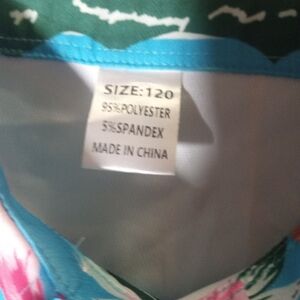 SIZE:120
95%POLYESTER
5%SPANDEX
MADE IN CHINA